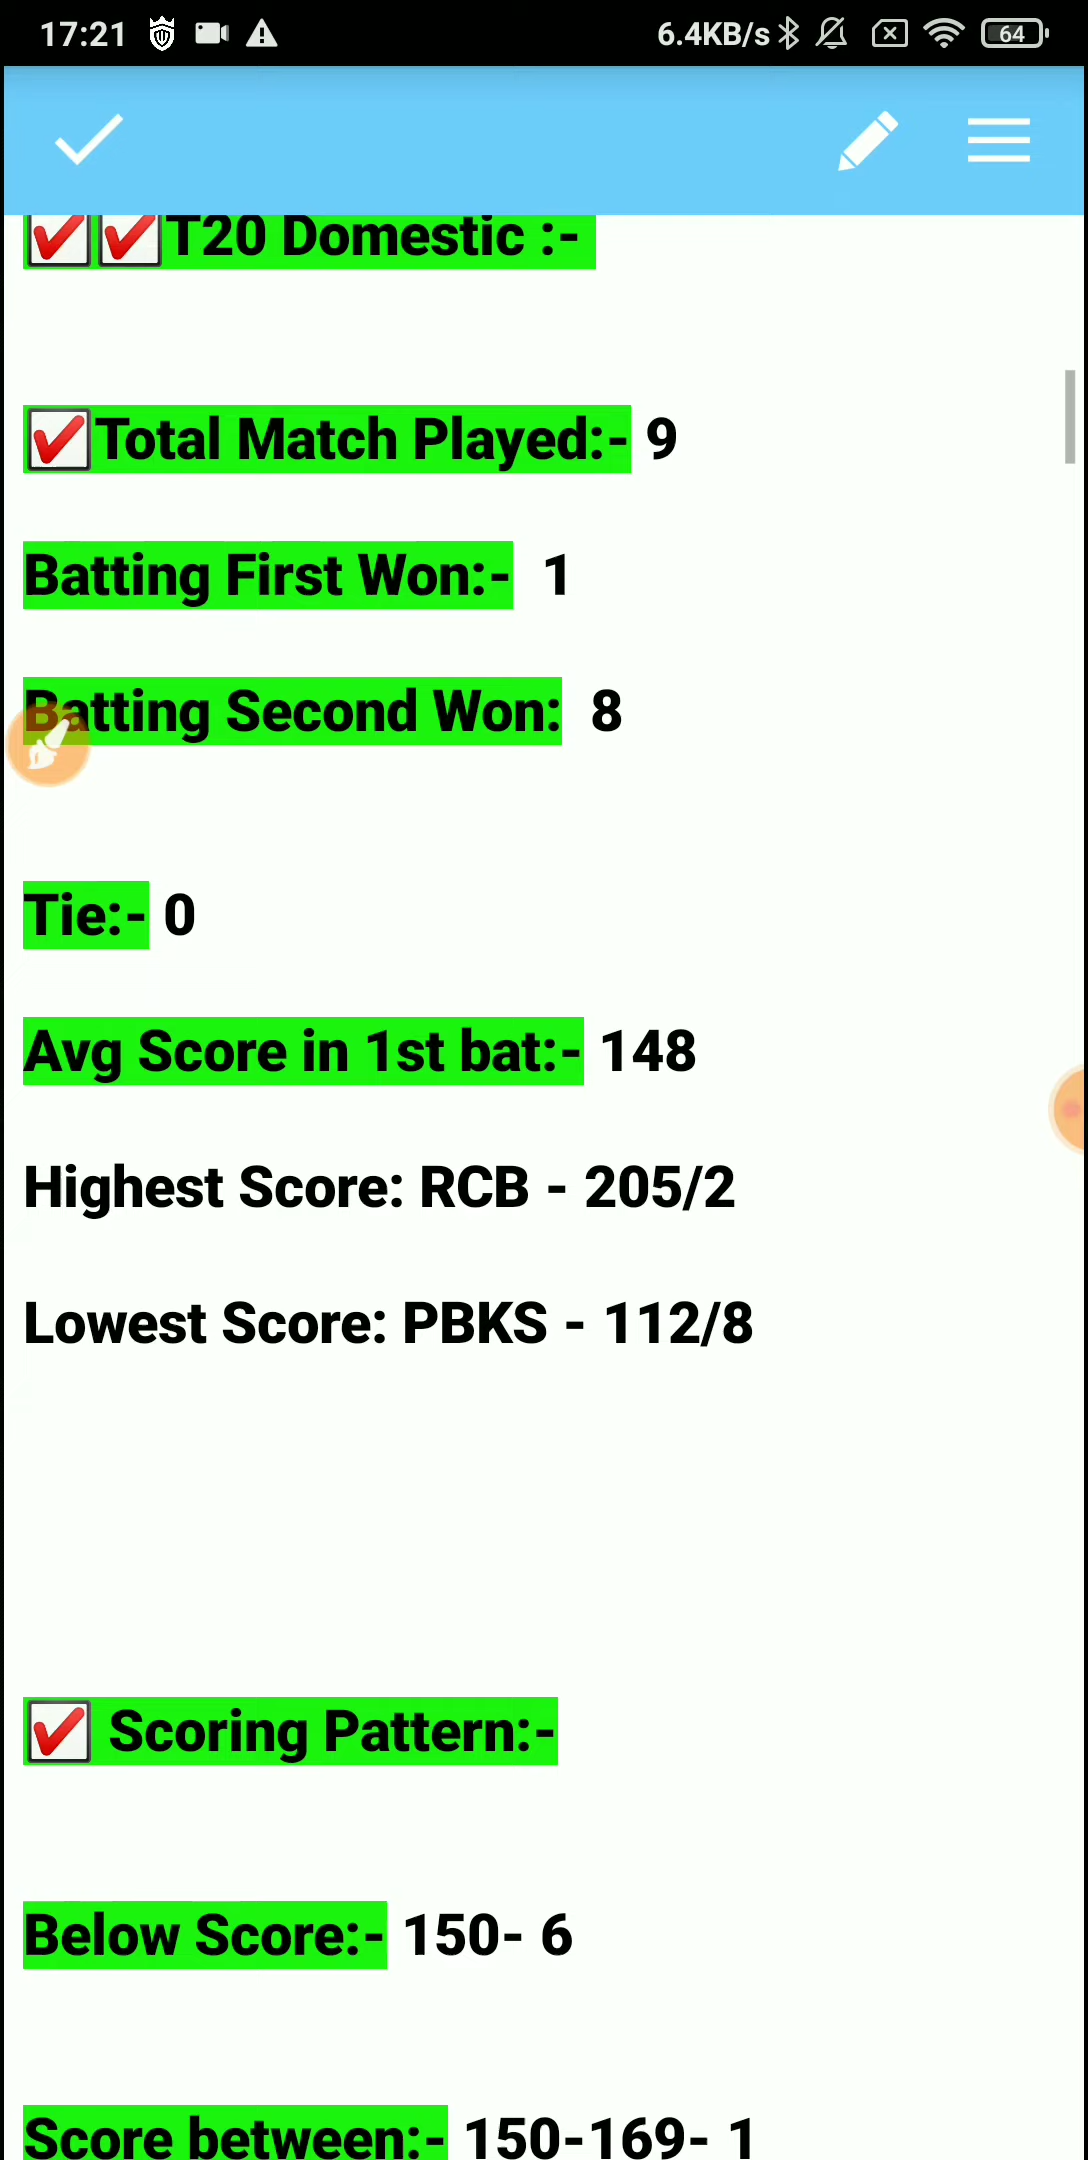 17:21 6.4KB/s 64
T20 Domestic :-
Total Match Played:- 9
Batting First Won:- 1
Batting Second Won: 8
Tie:- 0
Avg Score in 1st bat:- 148
Highest Score: RCB - 205/2
Lowest Score: PBKS - 112/8
Scoring Pattern:-
Below Score:- 150- 6
Score between:- 150-169- 1